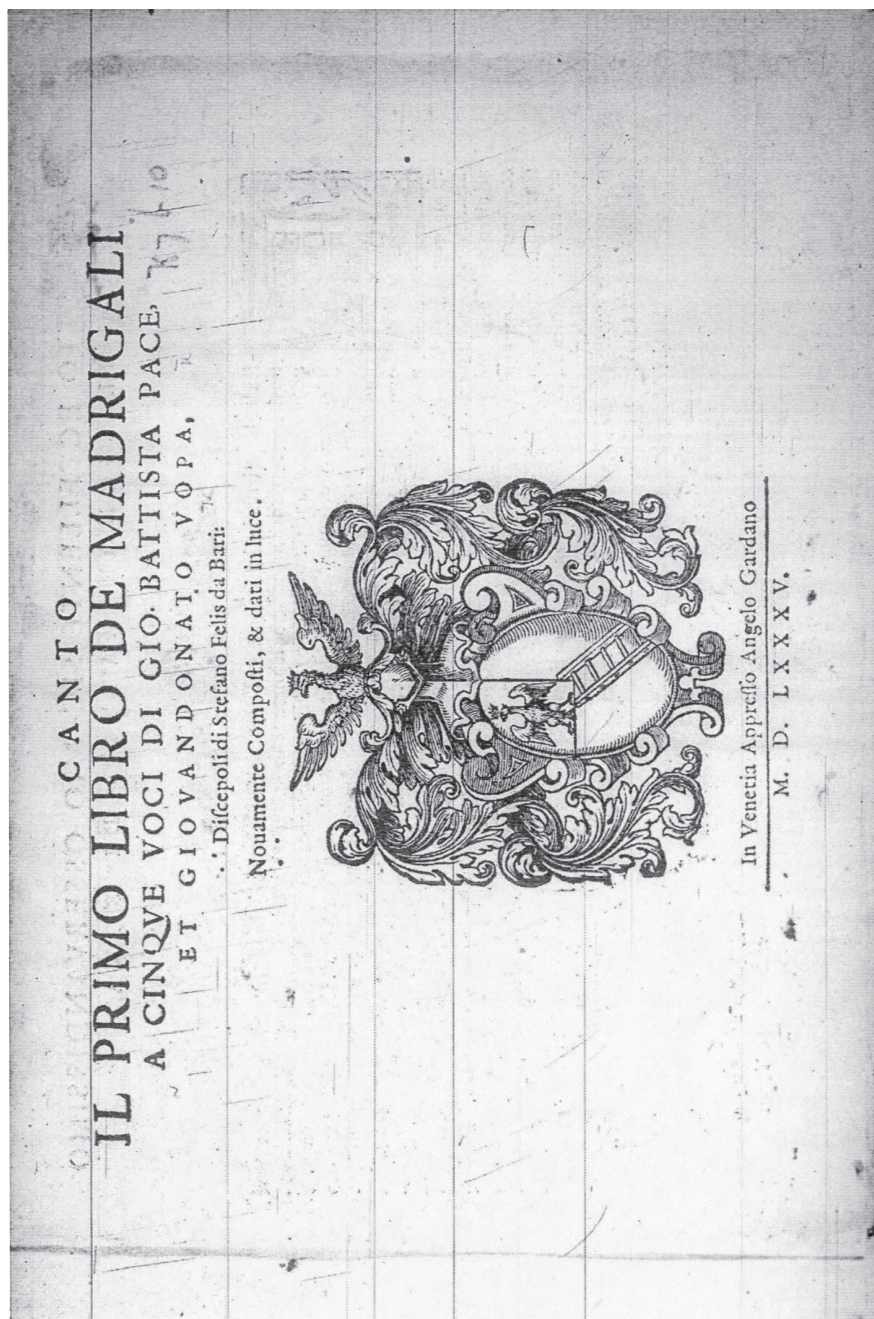 CANTO
IL PRIMO LIBRO DE MADRIGALI
A CINQVE VOCI DI GIO. BATTISTA PACE,
ET GIOVANDONATO VOPA,
Diſcepoli di Stefano Felis da Bari:
Nouamente Compoſti, & dati in luce.
In Venetia Appreſſo Angelo Gardano
M. D. LXXXV.